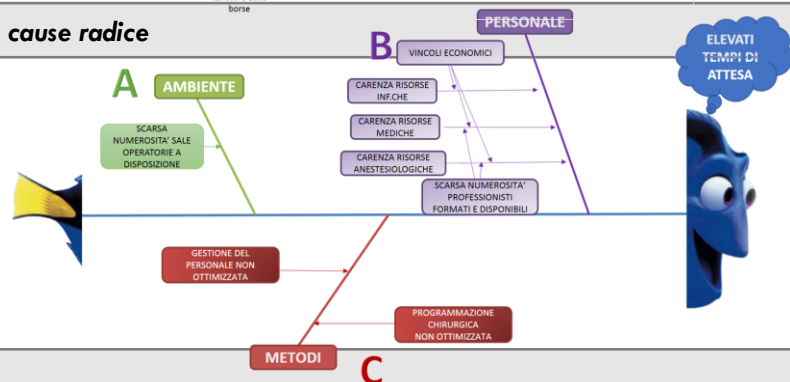 borse
cause radice
A
AMBIENTE
SCARSA
NUMEROSITA' SALE
OPERATORIE A
DISPOSIZIONE
B
PERSONALE
VINCOLI ECONOMICI
CARENZA RISORSE
INF.CHE
CARENZA RISORSE
MEDICHE
CARENZA RISORSE
ANESTESIOLOGICHE
SCARSA NUMEROSITA'
PROFESSIONISTI
FORMATI E DISPONIBILI
ELEVATI
TEMPI DI
ATTESA
GESTIONE DEL
PERSONALE NON
OTTIMIZZATA
PROGRAMMAZIONE
CHIRURGICA
NON OTTIMIZZATA
METODI
C